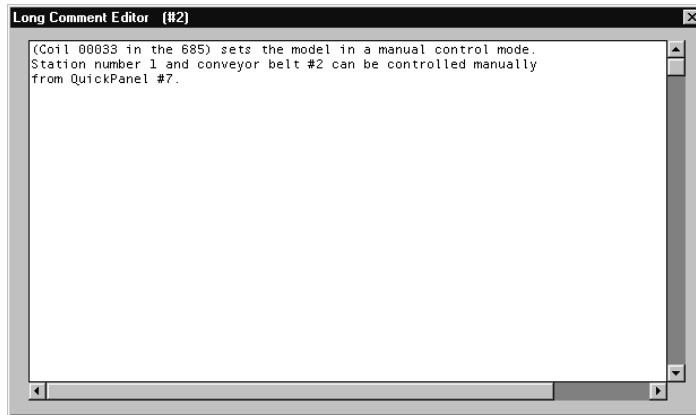 Long Comment Editor (#2)
(Coil 00033 in the 685) sets the model in a manual control mode.
Station number 1 and conveyor belt #2 can be controlled manually
from QuickPanel #7.